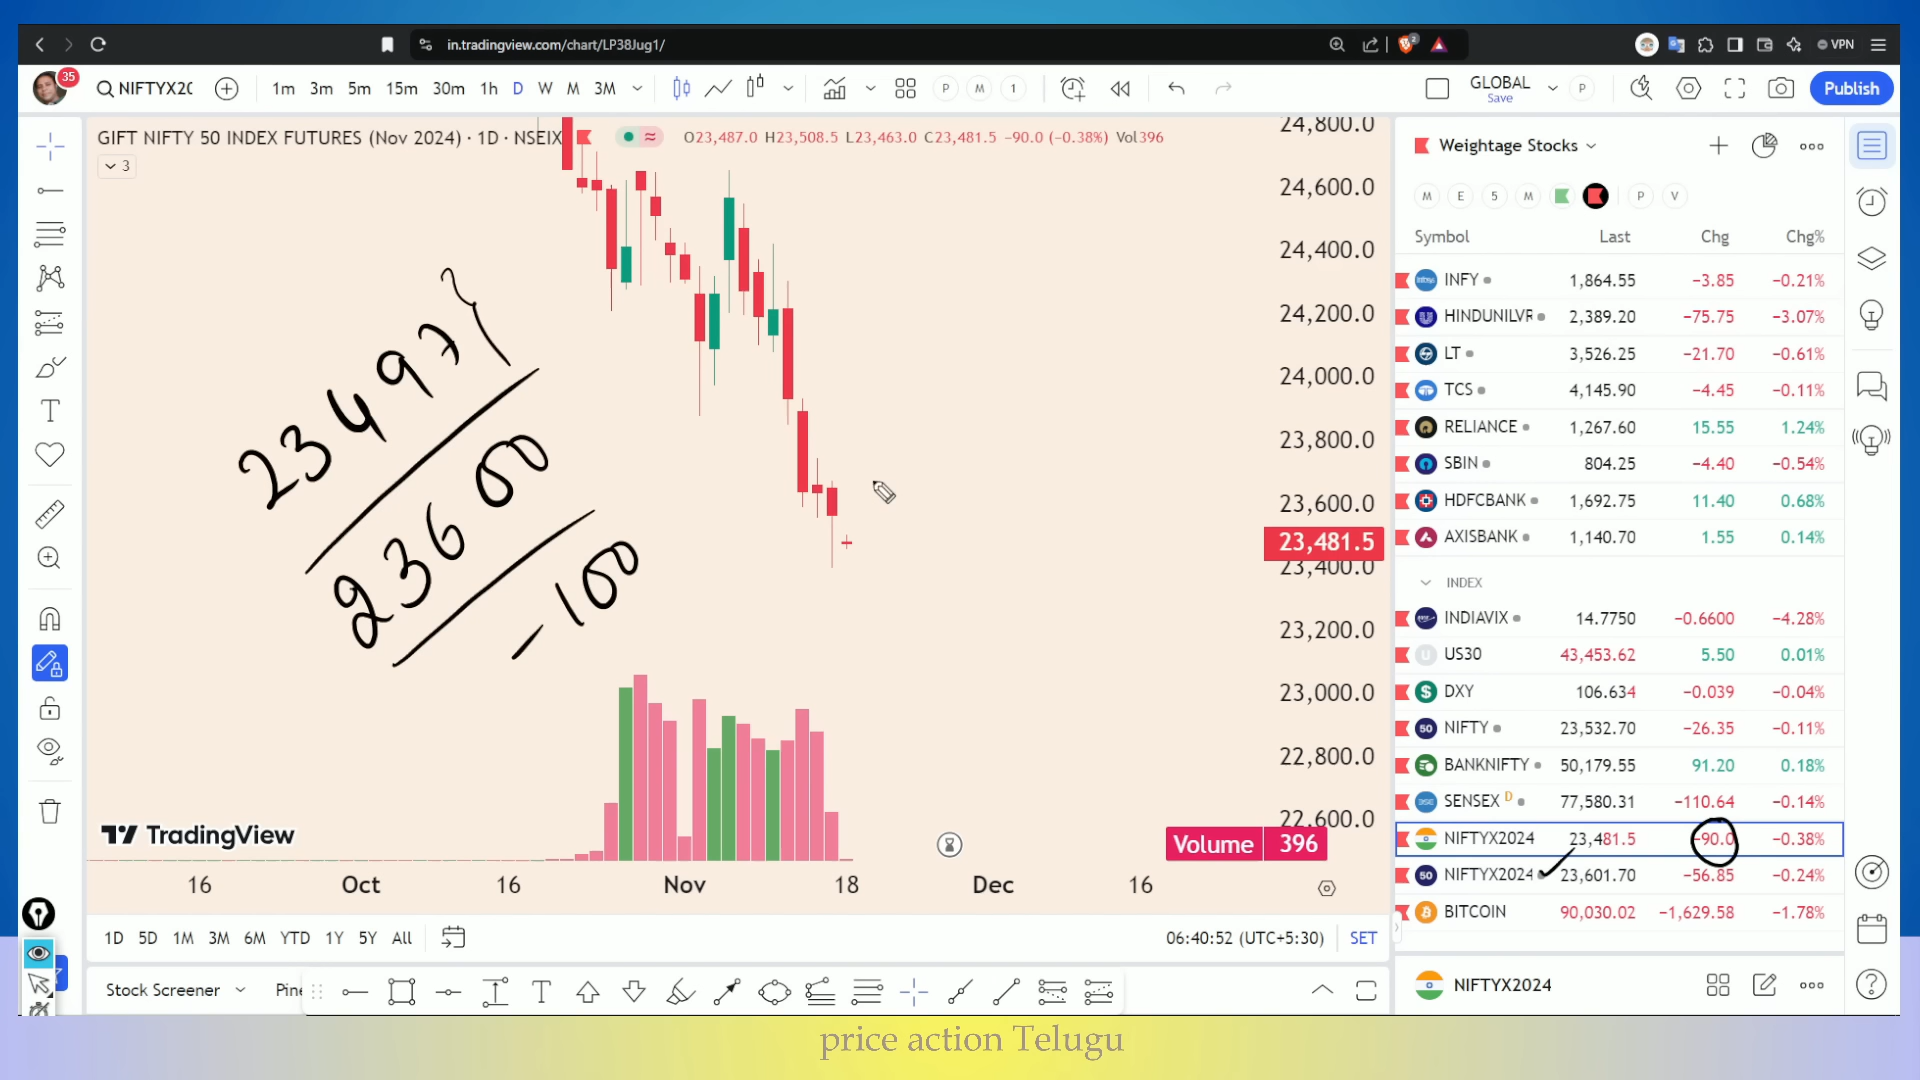 in.tradingview.com/chart/LP38Jug1/
2
VPN
35
NIFTYX20
1m 3m 5m 15m 30m 1h D W M 3M
P M 1
GLOBAL
Save
P
Publish
GIFT NIFTY 50 INDEX FUTURES (Nov 2024) · 1D · NSEIX
O23,487.0 H23,508.5 L23,463.0 C23,481.5 −90.0 (−0.38%) Vol396
3
24,800.0
24,600.0
24,400.0
24,200.0
24,000.0
23,800.0
23,600.0
23,481.5
23,400.0
23,200.0
23,000.0
22,800.0
22,600.0
23497
23600
-100
TradingView
Volume 396
16 Oct 16 Nov 18 Dec 16
1D 5D 1M 3M 6M YTD 1Y 5Y All
06:40:52 (UTC+5:30) SET
Stock Screener Pine
Weightage Stocks
M E 5 M P V
Symbol Last Chg Chg%
INFY 1,864.55 −3.85 −0.21%
HINDUNILVR 2,389.20 −75.75 −3.07%
LT 3,526.25 −21.70 −0.61%
TCS 4,145.90 −4.45 −0.11%
RELIANCE 1,267.60 15.55 1.24%
SBIN 804.25 −4.40 −0.54%
HDFCBANK 1,692.75 11.40 0.68%
AXISBANK 1,140.70 1.55 0.14%
INDEX
INDIAVIX 14.7750 −0.6600 −4.28%
US30 43,453.62 5.50 0.01%
DXY 106.634 −0.039 −0.04%
NIFTY 23,532.70 −26.35 −0.11%
BANKNIFTY 50,179.55 91.20 0.18%
SENSEX D 77,580.31 −110.64 −0.14%
NIFTYX2024 23,481.5 −90.0 −0.38%
NIFTYX2024 23,601.70 −56.85 −0.24%
BITCOIN 90,030.02 −1,629.58 −1.78%
NIFTYX2024
price action Telugu